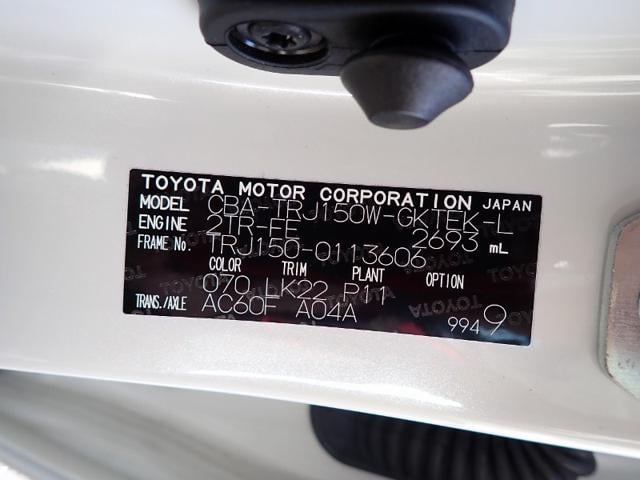 TOYOTA MOTOR CORPORATION JAPAN
MODEL CBA-TRJ150W-GKTEK-L
ENGINE 2TR-FE 2693 mL
FRAME No. TRJ150-0113606
COLOR TRIM PLANT OPTION
070 LK22 P11
TRANS./AXLE AC60F A04A
9949